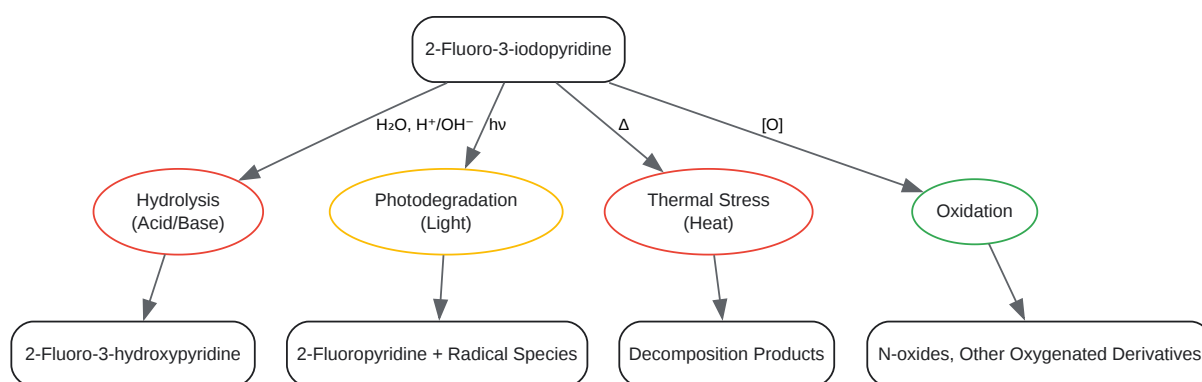 2-Fluoro-3-iodopyridine
H₂O, H⁺/OH⁻
hν
Δ
[O]
Hydrolysis
(Acid/Base)
Photodegradation
(Light)
Thermal Stress
(Heat)
Oxidation
2-Fluoro-3-hydroxypyridine
2-Fluoropyridine + Radical Species
Decomposition Products
N-oxides, Other Oxygenated Derivatives